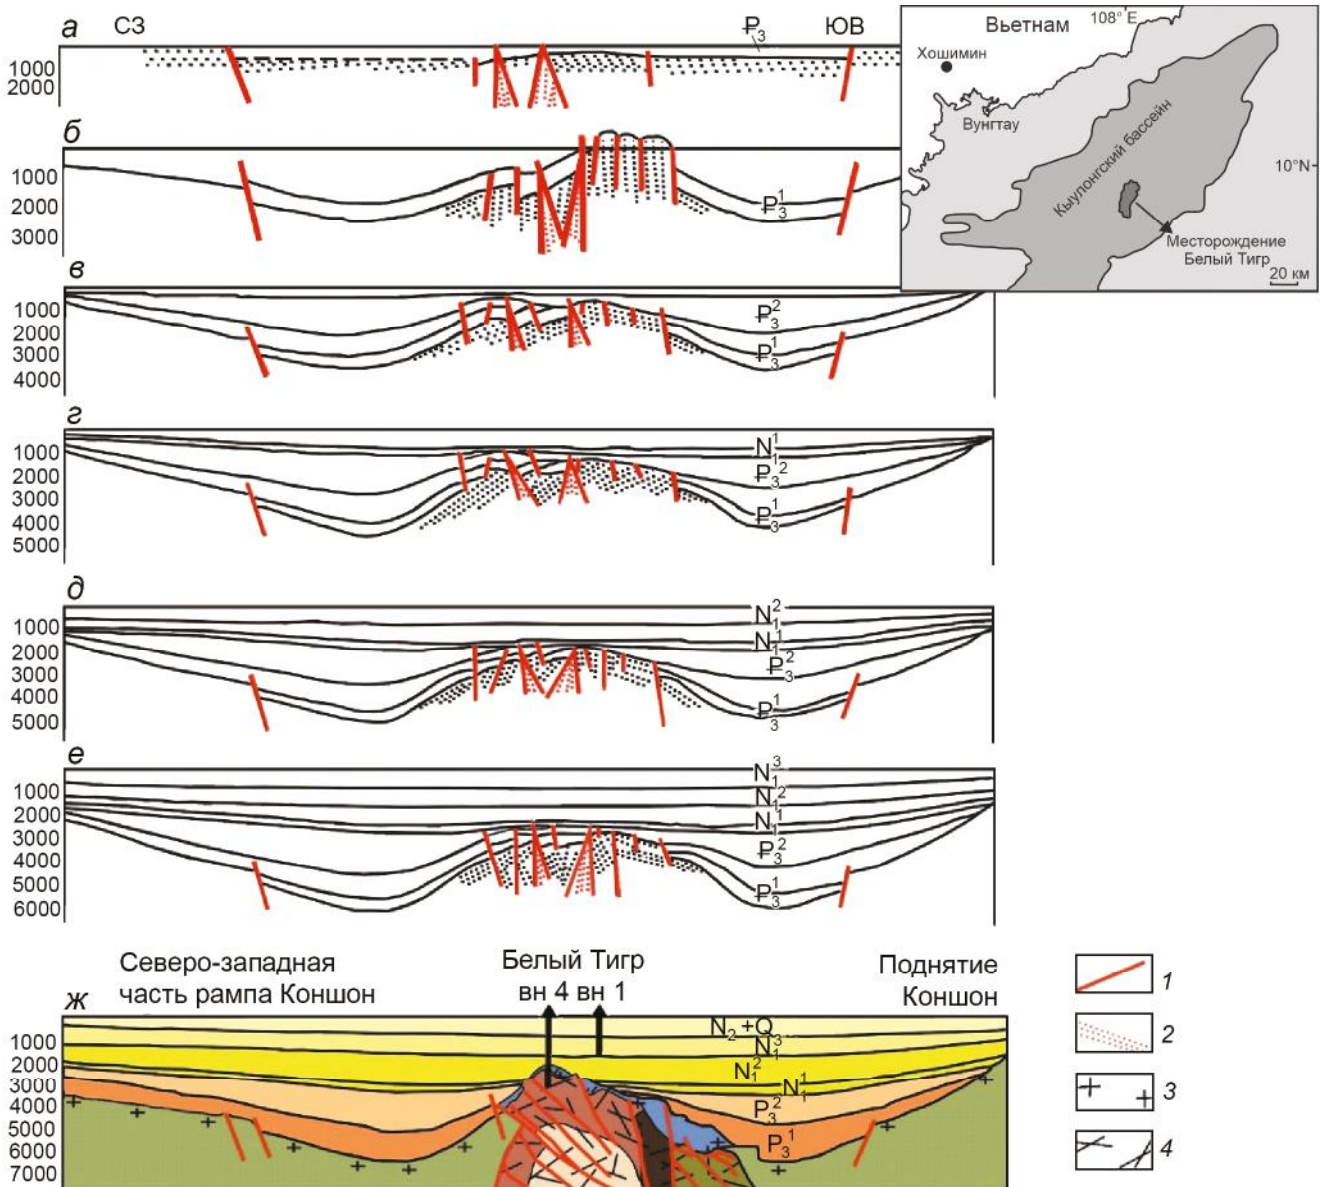 а СЗ ₽3 ЮВ
1000
2000
б
1000
2000
3000
₽₃¹
в
1000
2000
3000
4000
₽₃²
₽₃¹
г
1000
2000
3000
4000
5000
N₁¹
₽₃²
₽₃¹
д
1000
2000
3000
4000
5000
N₁²
N₁¹
₽₃²
₽₃¹
е
1000
2000
3000
4000
5000
6000
N₁³
N₁²
N₁¹
₽₃²
₽₃¹
Северо-западная
часть рампа Коншон
Белый Тигр
вн 4 вн 1
Поднятие
Коншон
ж
1000
2000
3000
4000
5000
6000
7000
N₂+Q
N₁³
N₁²
N₁¹
P₃²
P₃¹
Вьетнам
108° E
Хошимин
Вунгтау
Кыулонгский бассейн
10°N
Месторождение
Белый Тигр
20 км
1
2
3
4